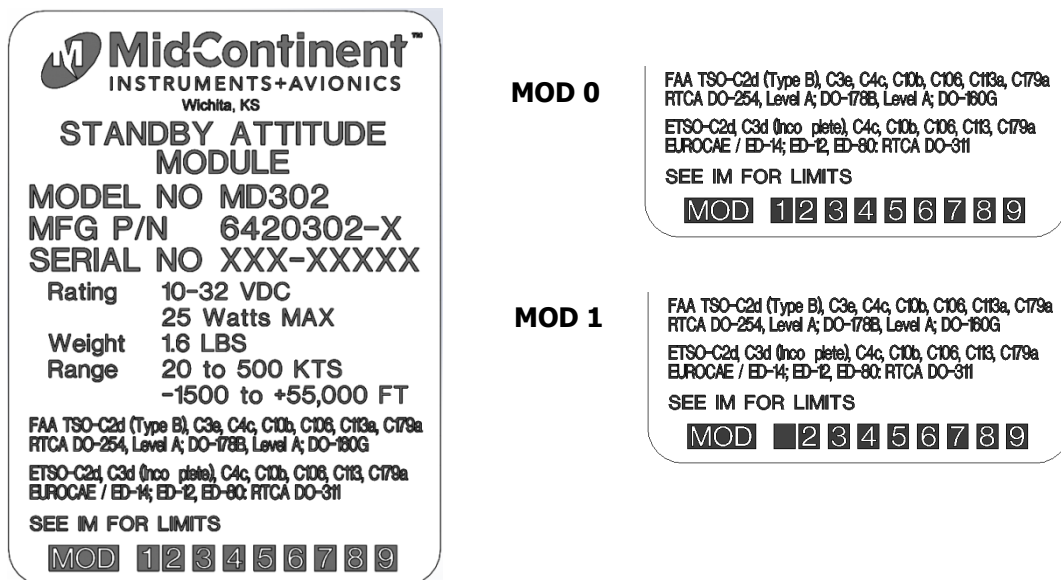 MidContinent™
INSTRUMENTS+AVIONICS
Wichita, KS
STANDBY ATTITUDE
MODULE
MODEL NO MD302
MFG P/N 6420302-X
SERIAL NO XXX-XXXXX
Rating 10-32 VDC
25 Watts MAX
Weight 1.6 LBS
Range 20 to 500 KTS
-1500 to +55,000 FT
FAA TSO-C2d (Type B), C3e, C4c, C10b, C106, C113a, C179a
RTCA DO-254, Level A; DO-178B, Level A; DO-160G
ETSO-C2d, C3d (Inco plete), C4c, C10b, C106, C113, C179a
EUROCAE / ED-14; ED-12, ED-80: RTCA DO-311
SEE IM FOR LIMITS
MOD 1 2 3 4 5 6 7 8 9
MOD 0
FAA TSO-C2d (Type B), C3e, C4c, C10b, C106, C113a, C179a
RTCA DO-254, Level A; DO-178B, Level A; DO-160G
ETSO-C2d, C3d (Inco plete), C4c, C10b, C106, C113, C179a
EUROCAE / ED-14; ED-12, ED-80: RTCA DO-311
SEE IM FOR LIMITS
MOD 1 2 3 4 5 6 7 8 9
MOD 1
FAA TSO-C2d (Type B), C3e, C4c, C10b, C106, C113a, C179a
RTCA DO-254, Level A; DO-178B, Level A; DO-160G
ETSO-C2d, C3d (Inco plete), C4c, C10b, C106, C113, C179a
EUROCAE / ED-14; ED-12, ED-80: RTCA DO-311
SEE IM FOR LIMITS
MOD 2 3 4 5 6 7 8 9